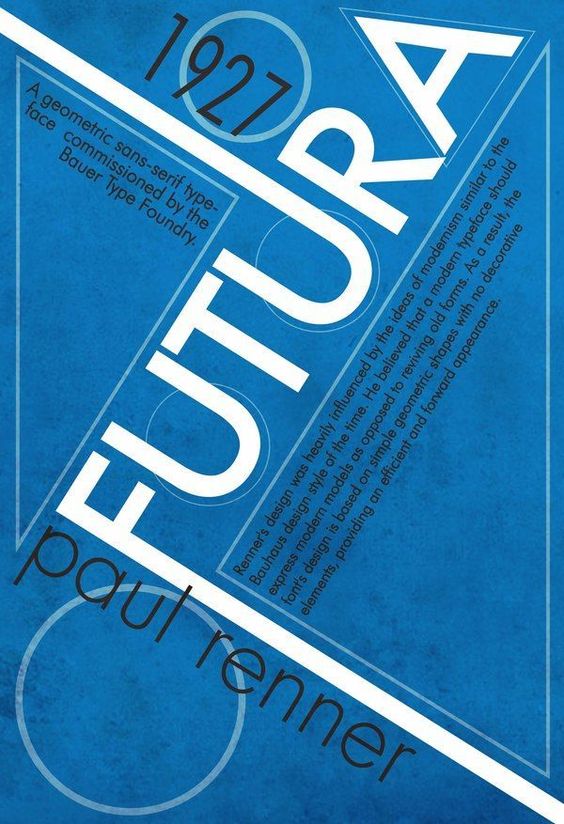 1927
A geometric sans-serif type-
face commissioned by the
Bauer Type Foundry.
FUTURA
Renner's design was heavily influenced by the ideas of modernism similar to the
Bauhaus design style of the time. He believed that a modern typeface should
express modern models as opposed to reviving old forms. As a result, the
font's design is based on simple geometric shapes with no decorative
elements, providing an efficient and forward appearance.
paul renner